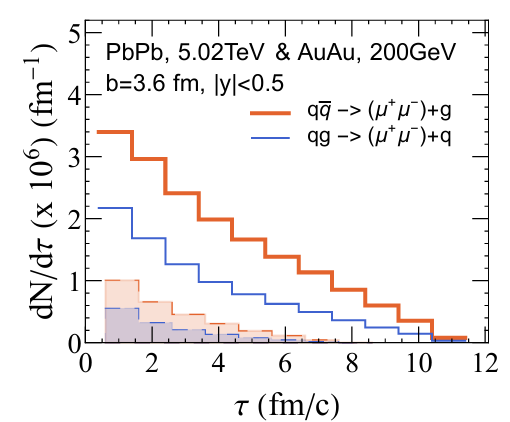 PbPb, 5.02TeV & AuAu, 200GeV
b=3.6 fm, |y|<0.5
qq̅ −> (μ⁺μ⁻)+g
qg −> (μ⁺μ⁻)+q
dN/dτ (x 10⁶) (fm⁻¹)
5
4
3
2
1
0
0 2 4 6 8 10 12
τ (fm/c)